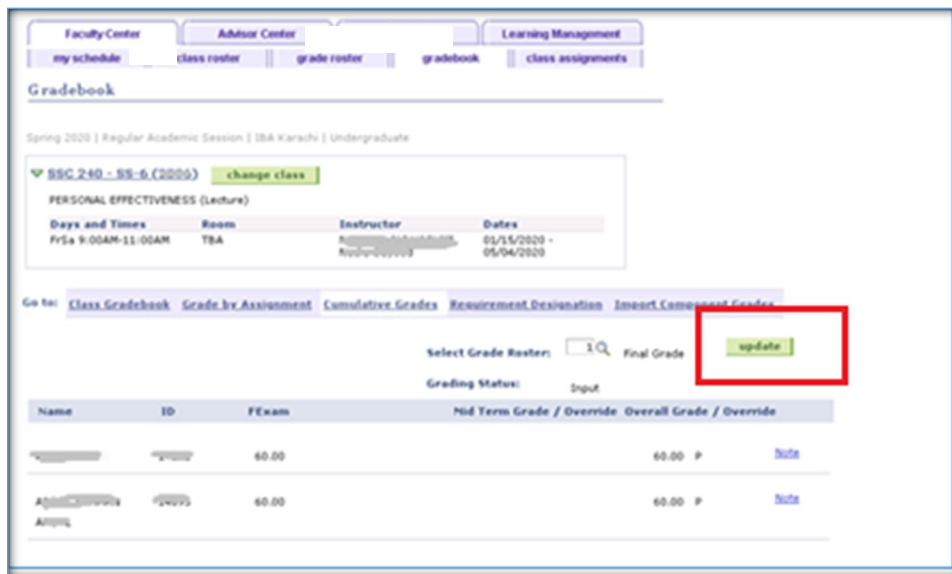 Faculty Center Advisor Center Learning Management
my schedule class roster grade roster gradebook class assignments
Gradebook
Spring 2020 | Regular Academic Session | IBA Karachi | Undergraduate
SSC 240 - SS-6 (2006) change class
PERSONAL EFFECTIVENESS (Lecture)
Days and Times Room Instructor Dates
FrSa 9:00AM-11:00AM TBA 01/15/2020 -
05/04/2020
Go to: Class Gradebook Grade by Assignment Cumulative Grades Requirement Designation Import Component Grades
Select Grade Roster: 1 Final Grade update
Grading Status: Input
Name ID FExam Mid Term Grade / Override Overall Grade / Override
60.00 60.00 P Note
60.00 60.00 P Note